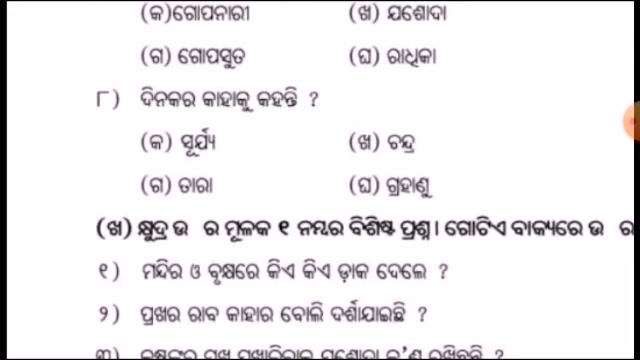 (କ)ଗୋପନାରୀ (ଖ) ଯଶୋଦା
(ଗ) ଗୋପସୁତ (ଘ) ରାଧିକା
୮) ଦିନକର କାହାକୁ କହନ୍ତି ?
(କ) ସୂର୍ଯ୍ୟ (ଖ) ଚନ୍ଦ୍ର
(ଗ) ତାରା (ଘ) ଗ୍ରହାଣୁ
(ଖ) କ୍ଷୁଦ୍ର ଉ ର ମୂଳକ ୧ ନମ୍ବର ବିଶିଷ୍ଟ ପ୍ରଶ୍ନ। ଗୋଟିଏ ବାକ୍ୟରେ ଉ ର
୧) ମନ୍ଦିର ଓ ବୃକ୍ଷରେ କିଏ କିଏ ଡ଼ାକ ଦେଲେ ?
୨) ପ୍ରଖର ରାବ କାହାର ବୋଲି ଦର୍ଶାଯାଇଛି ?
୩)